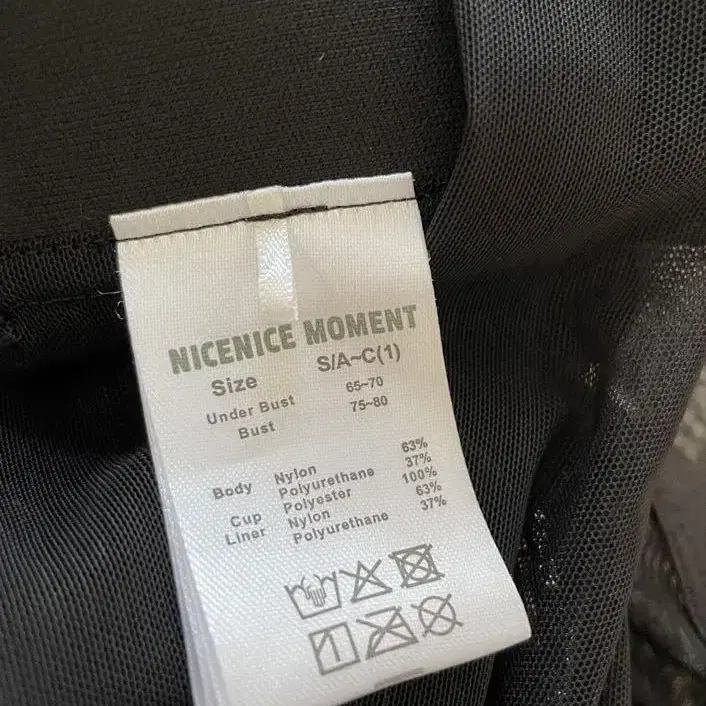 NICENICE MOMENT
Size S/A~C(1)
Under Bust 65~70
Bust 75~80
Body Nylon 63%
Polyurethane 37%
Cup Polyester 100%
Liner Nylon 63%
Polyurethane 37%
1